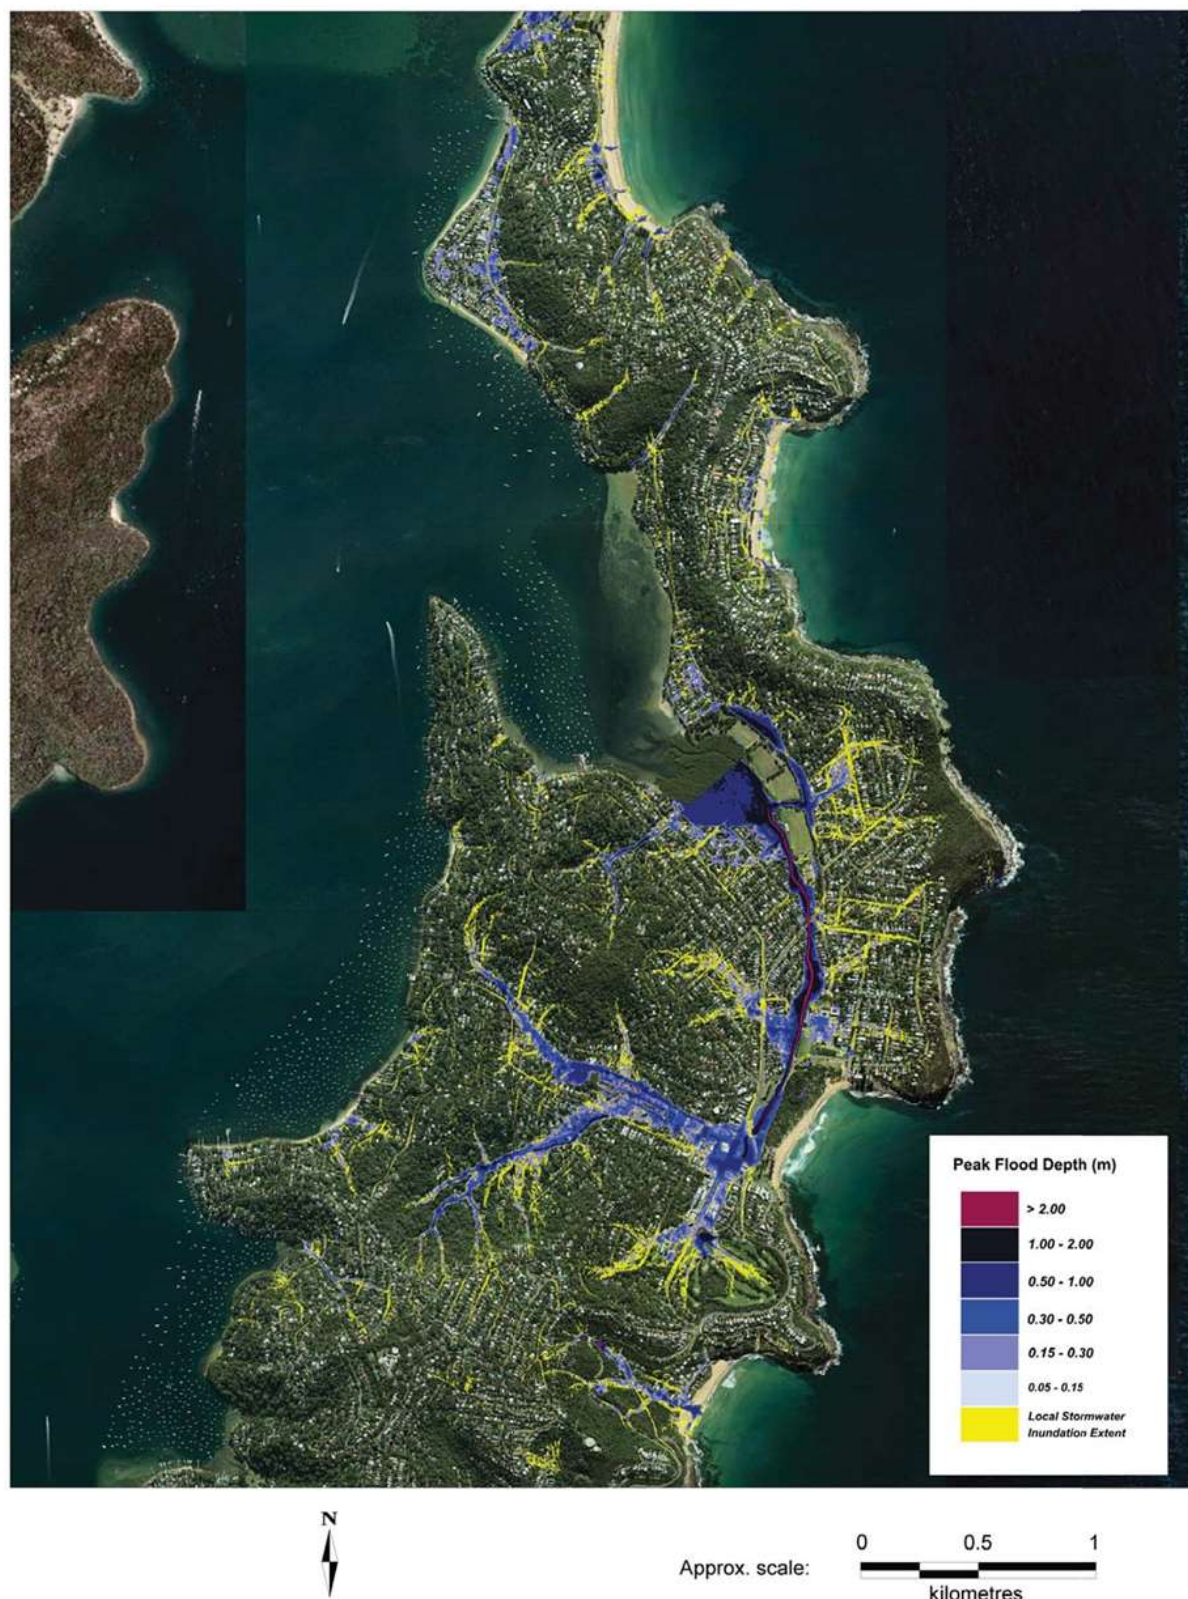 Peak Flood Depth (m)
> 2.00
1.00 - 2.00
0.50 - 1.00
0.30 - 0.50
0.15 - 0.30
0.05 - 0.15
Local Stormwater
Inundation Extent
N
Approx. scale:
0 0.5 1
kilometres